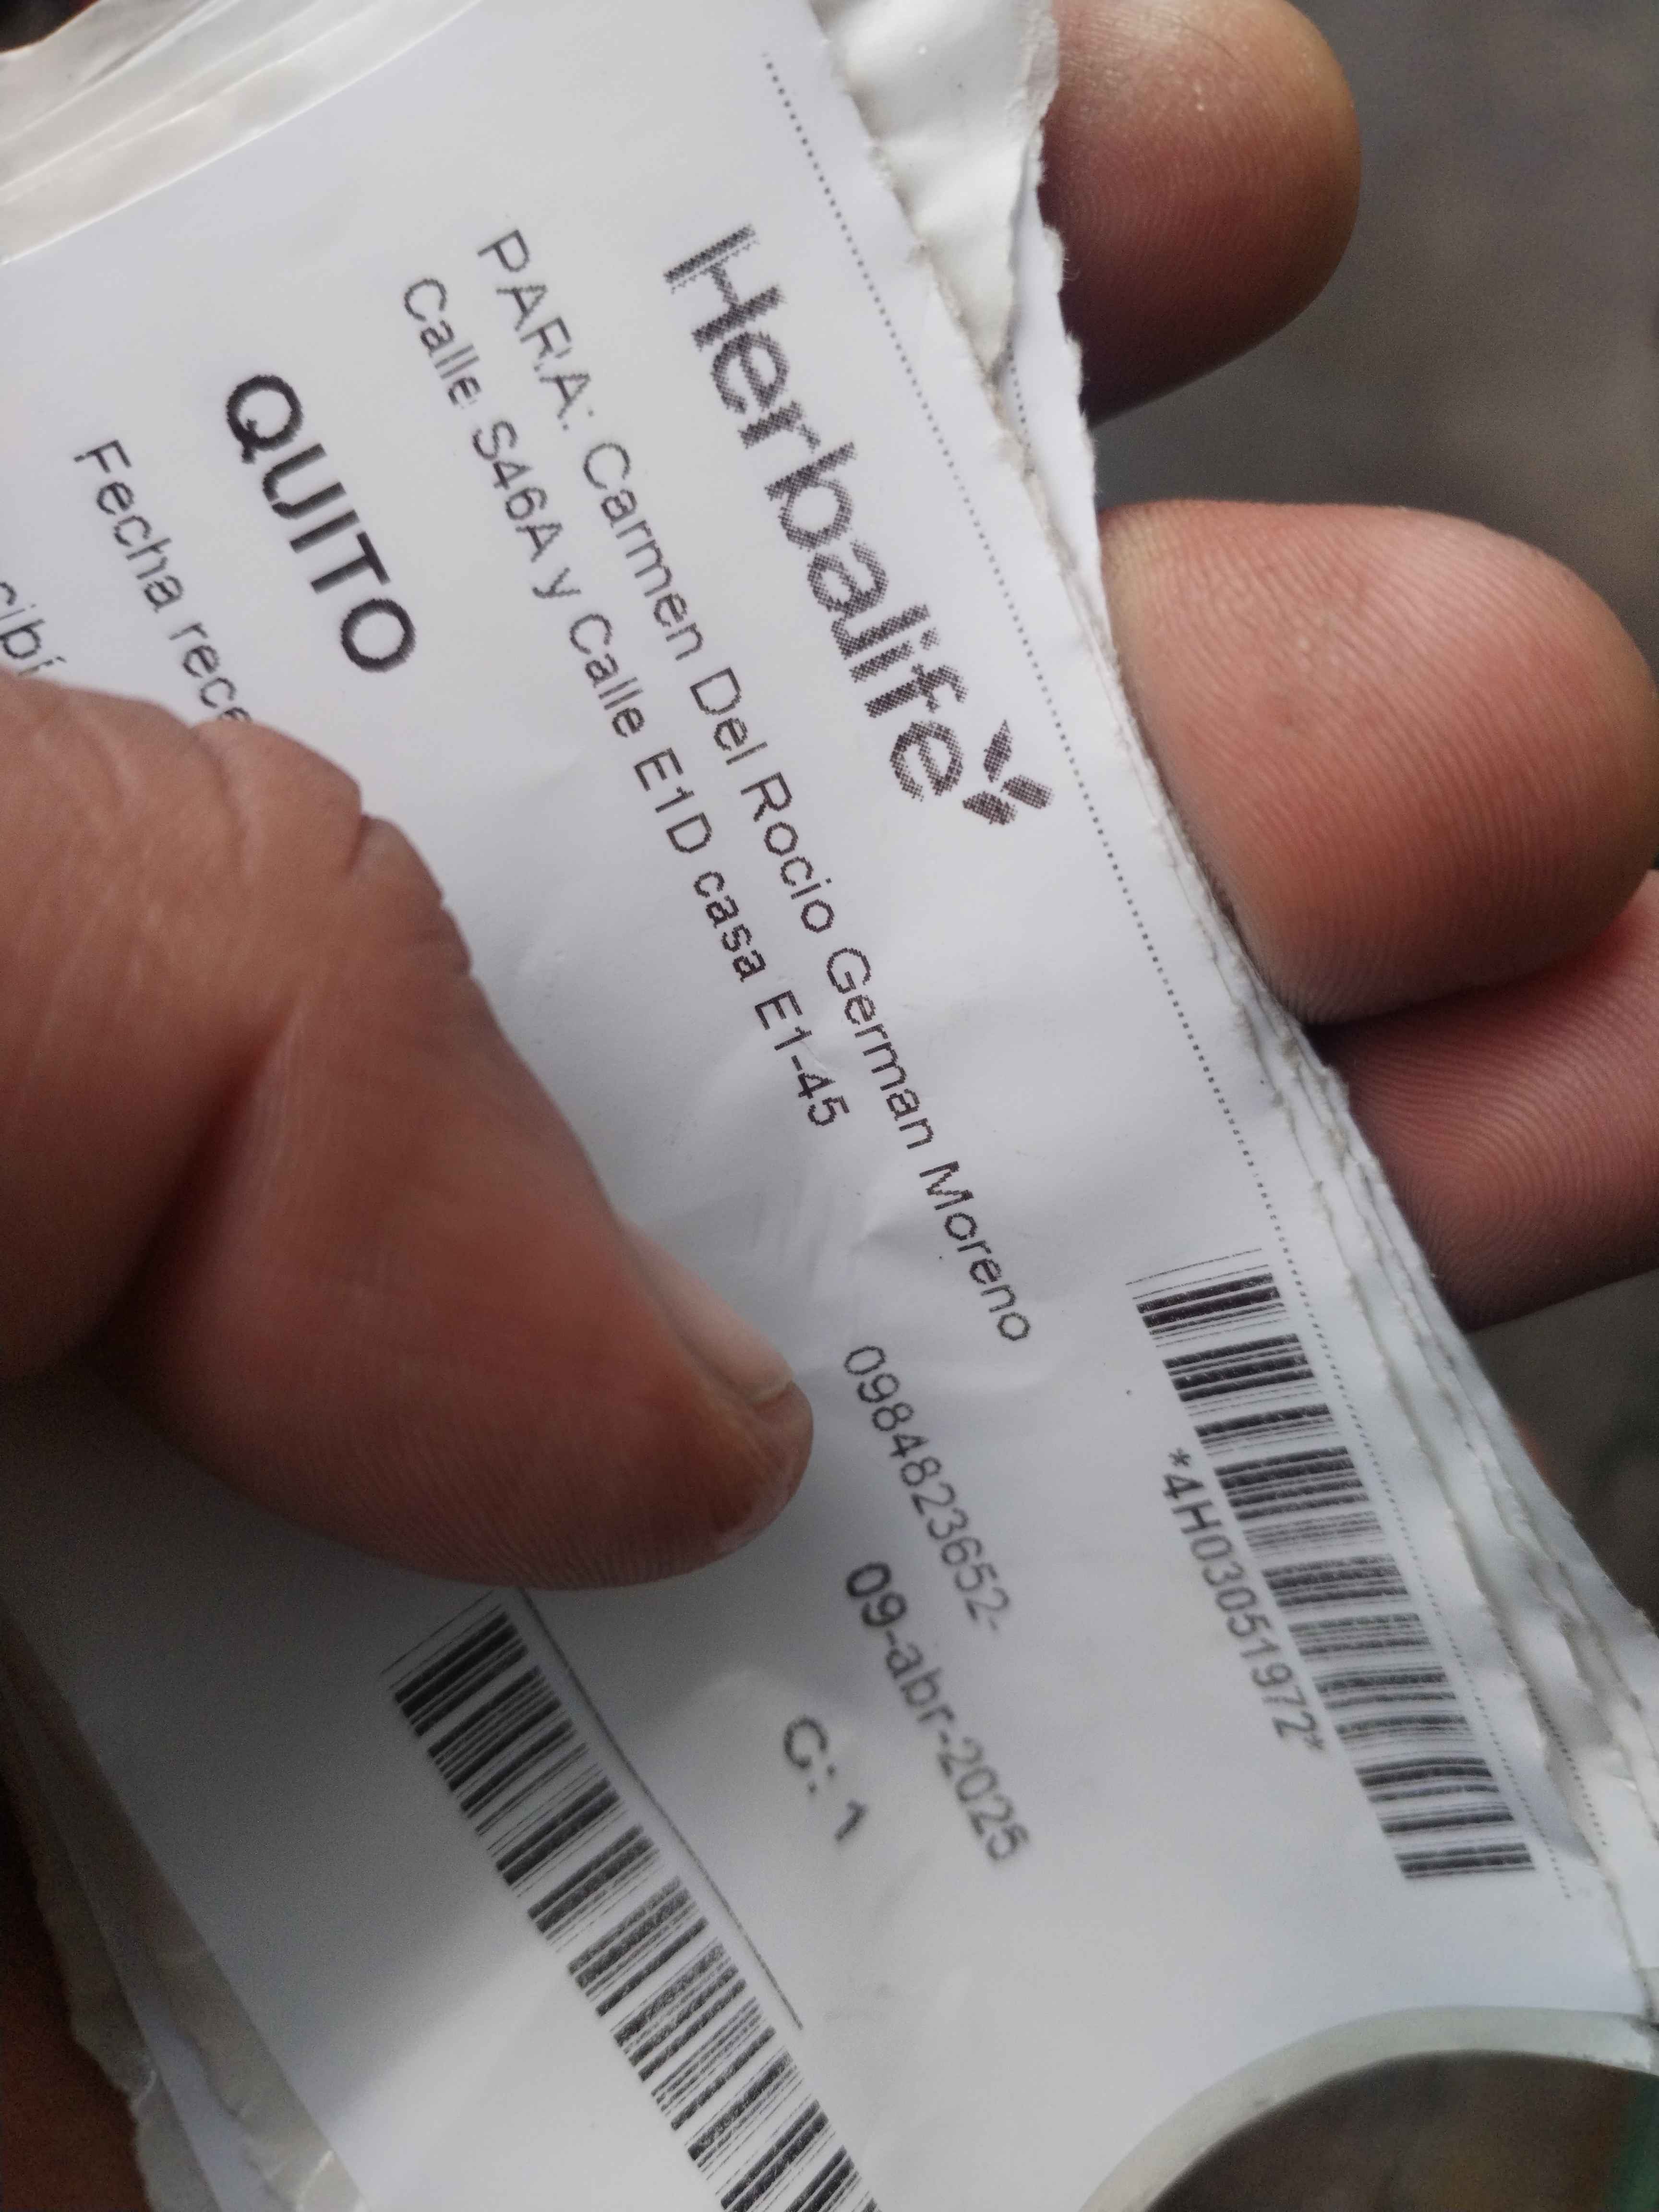 Herbalife
*4H03051972*
PARA: Carmen Del Rocio German Moreno
0984823652-
Calle S46A y Calle E1D casa E1-45
09-abr-2025
QUITO
C: 1
Fecha